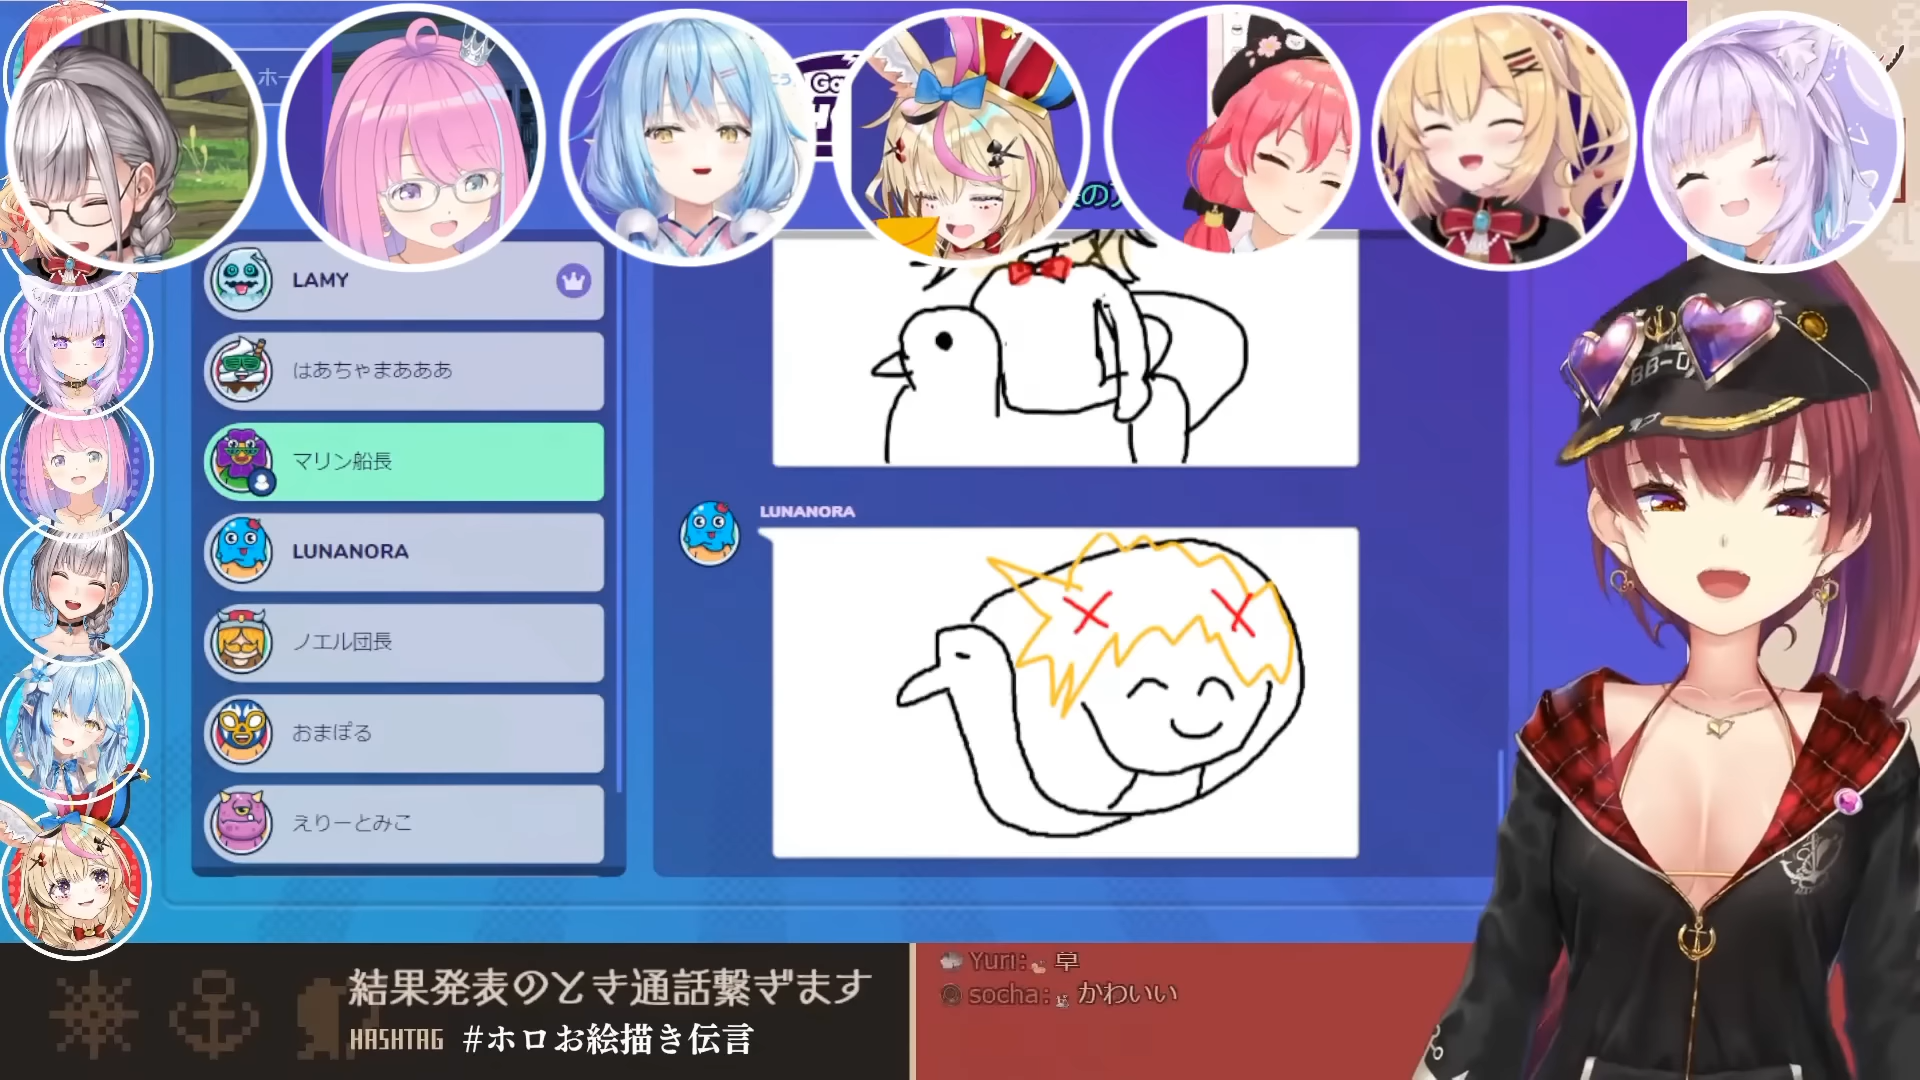 ホー
LAMY
はあちゃまあああ
マリン船長
LUNANORA
ノエル団長
おまぽる
えりーとみこ
LUNANORA
BB-D
結果発表のとき通話繋ぎます
HASHTAG #ホロお絵描き伝言
Yuri: 草
socha: かわいい